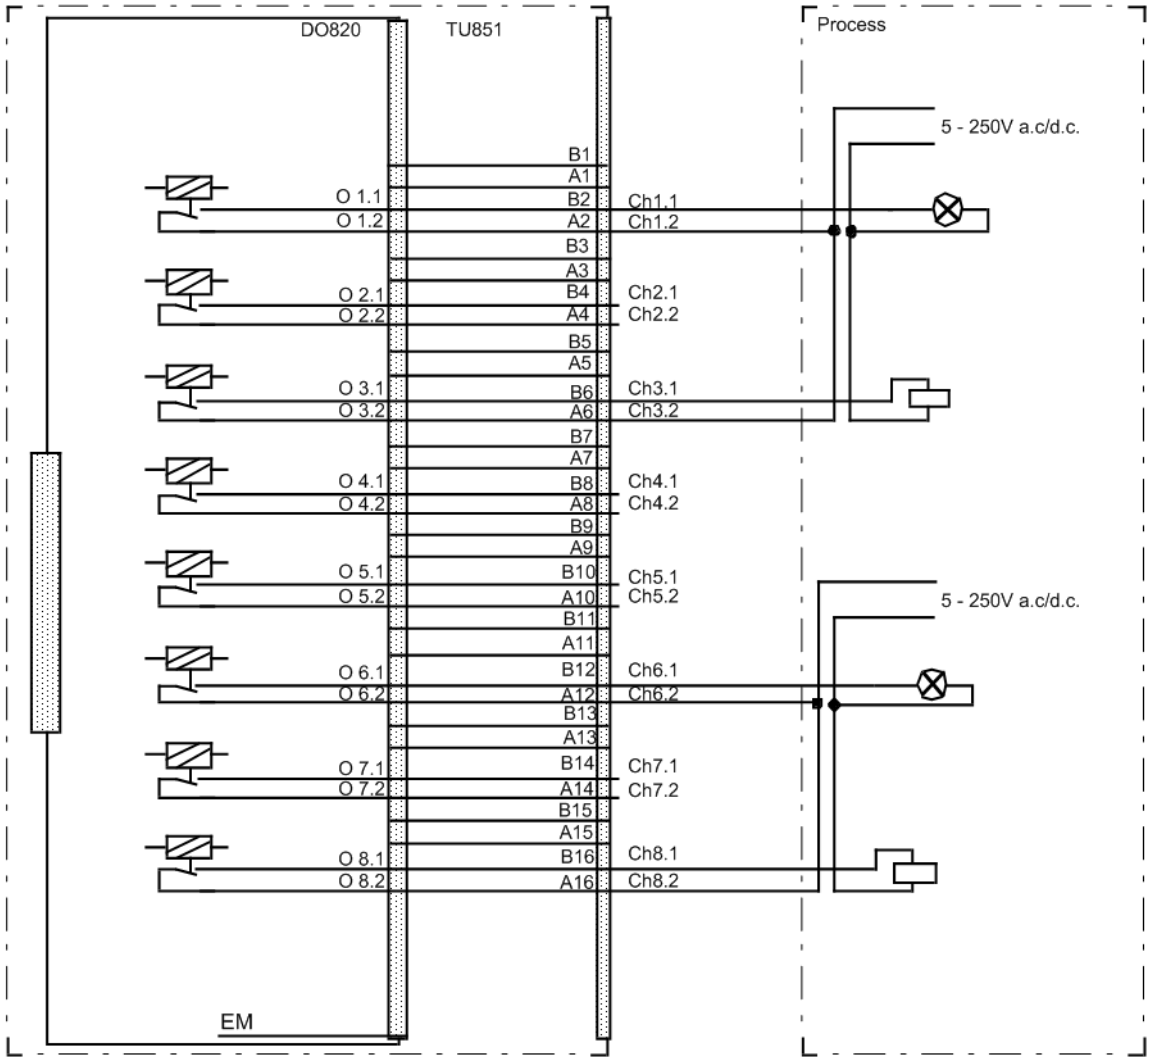 DO820
TU851
Process
5 - 250V a.c/d.c.
B1
A1
O 1.1
B2
Ch1.1
O 1.2
A2
Ch1.2
B3
A3
O 2.1
B4
Ch2.1
O 2.2
A4
Ch2.2
B5
A5
O 3.1
B6
Ch3.1
O 3.2
A6
Ch3.2
B7
A7
O 4.1
B8
Ch4.1
O 4.2
A8
Ch4.2
B9
A9
O 5.1
B10
Ch5.1
O 5.2
A10
Ch5.2
5 - 250V a.c/d.c.
B11
A11
O 6.1
B12
Ch6.1
O 6.2
A12
Ch6.2
B13
A13
O 7.1
B14
Ch7.1
O 7.2
A14
Ch7.2
B15
A15
O 8.1
B16
Ch8.1
O 8.2
A16
Ch8.2
EM